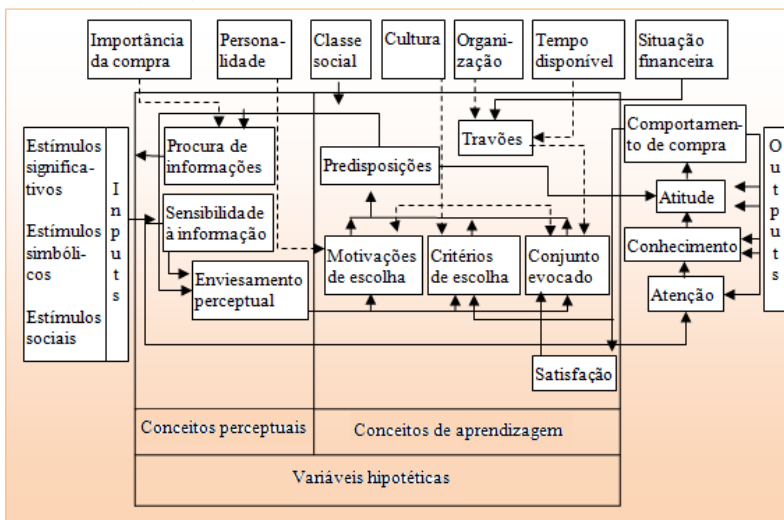 Importância
da compra
Persona-
lidade
Classe
social
Cultura
Organi-
zação
Tempo
disponível
Situação
financeira
Estímulos
significa-
tivos
Estímulos
simbóli-
cos
Estímulos
sociais
I
n
p
u
t
s
Procura de
informações
Sensibilidade
à informação
Enviesamento
perceptual
Predisposições
Travões
Motivações
de escolha
Critérios
de escolha
Conjunto
evocado
Satisfação
Comportamen-
to de compra
Atitude
Conhecimento
Atenção
O
u
t
p
u
t
s
Conceitos perceptuais
Conceitos de aprendizagem
Variáveis hipotéticas